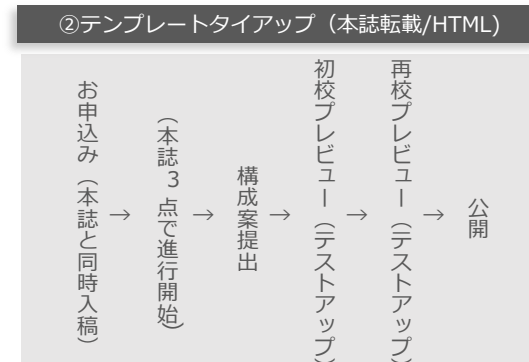 ②テンプレートタイアップ（本誌転載/HTML)
お申込み（本誌と同時入稿）
→
（本誌３点で進行開始）
→
構成案提出
→
初校プレビュー（テストアップ）
→
再校プレビュー（テストアップ）
→
公開